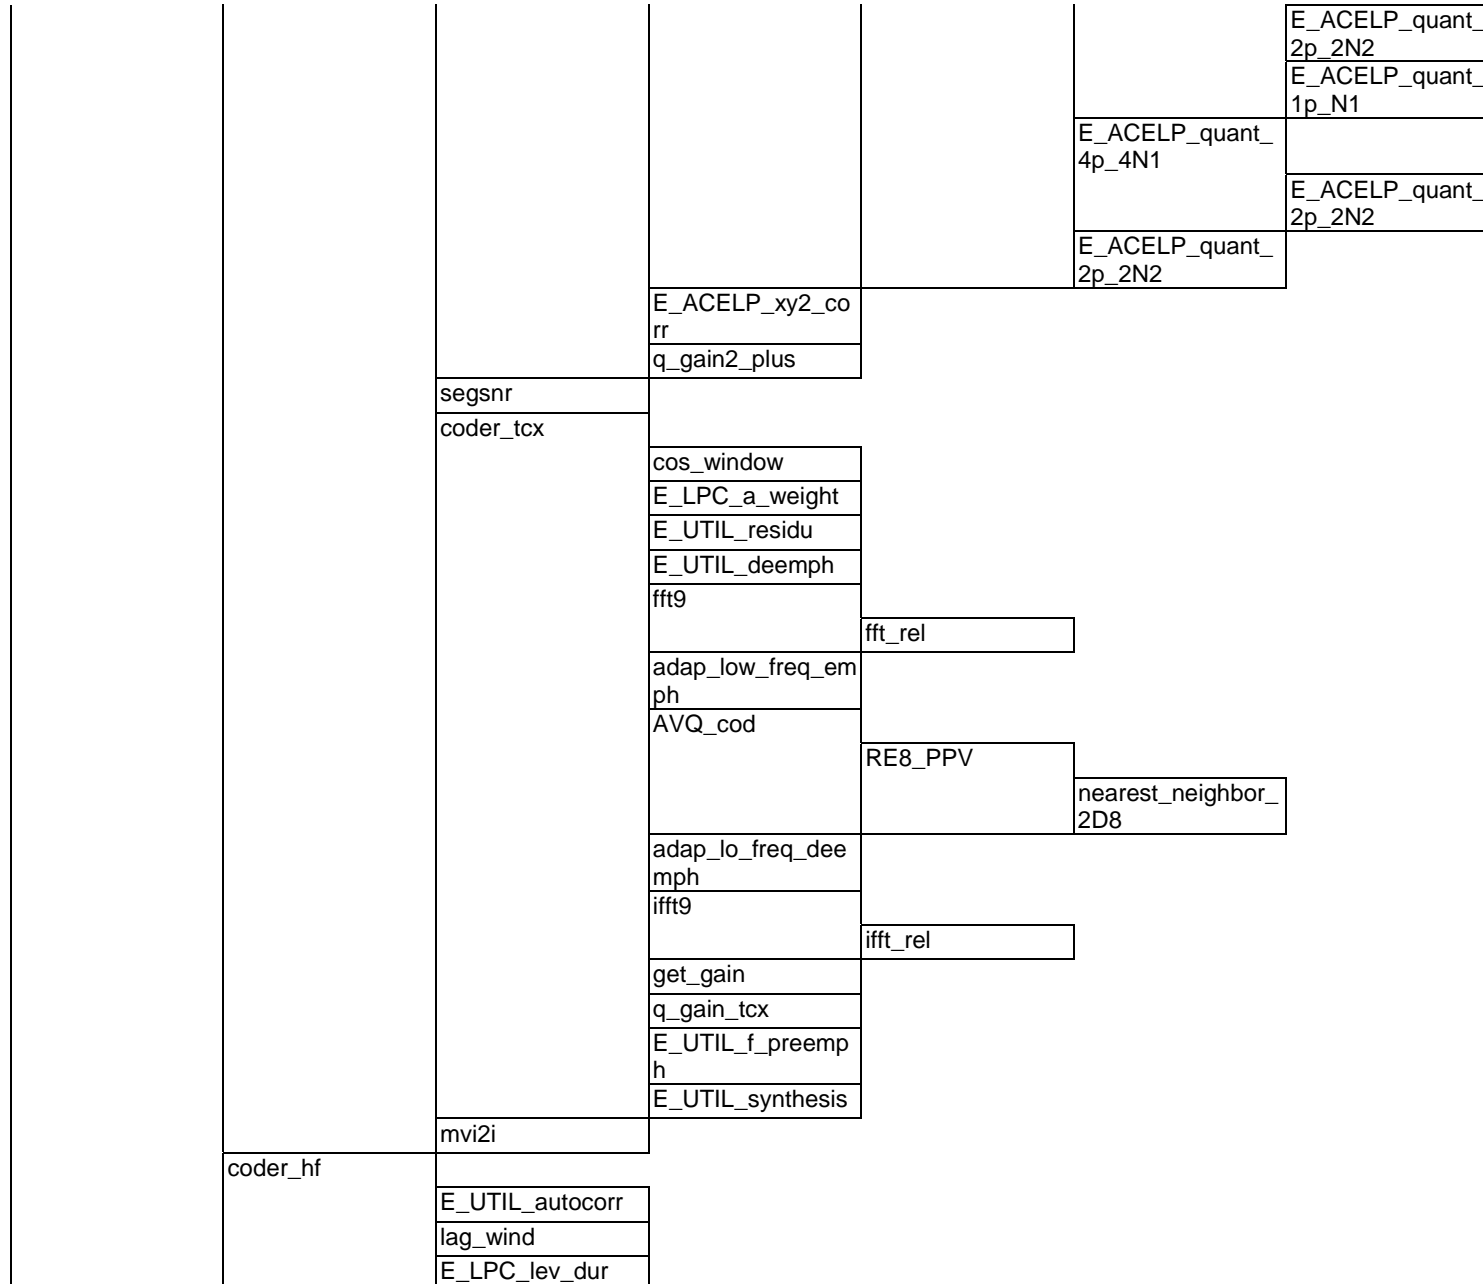 E_ACELP_quant_
2p_2N2
E_ACELP_quant_
1p_N1
E_ACELP_quant_
4p_4N1
E_ACELP_quant_
2p_2N2
E_ACELP_quant_
2p_2N2
E_ACELP_xy2_co
rr
q_gain2_plus
segsnr
coder_tcx
cos_window
E_LPC_a_weight
E_UTIL_residu
E_UTIL_deemph
fft9
fft_rel
adap_low_freq_em
ph
AVQ_cod
RE8_PPV
nearest_neighbor_
2D8
adap_lo_freq_dee
mph
ifft9
ifft_rel
get_gain
q_gain_tcx
E_UTIL_f_preemp
h
E_UTIL_synthesis
mvi2i
coder_hf
E_UTIL_autocorr
lag_wind
E_LPC_lev_dur